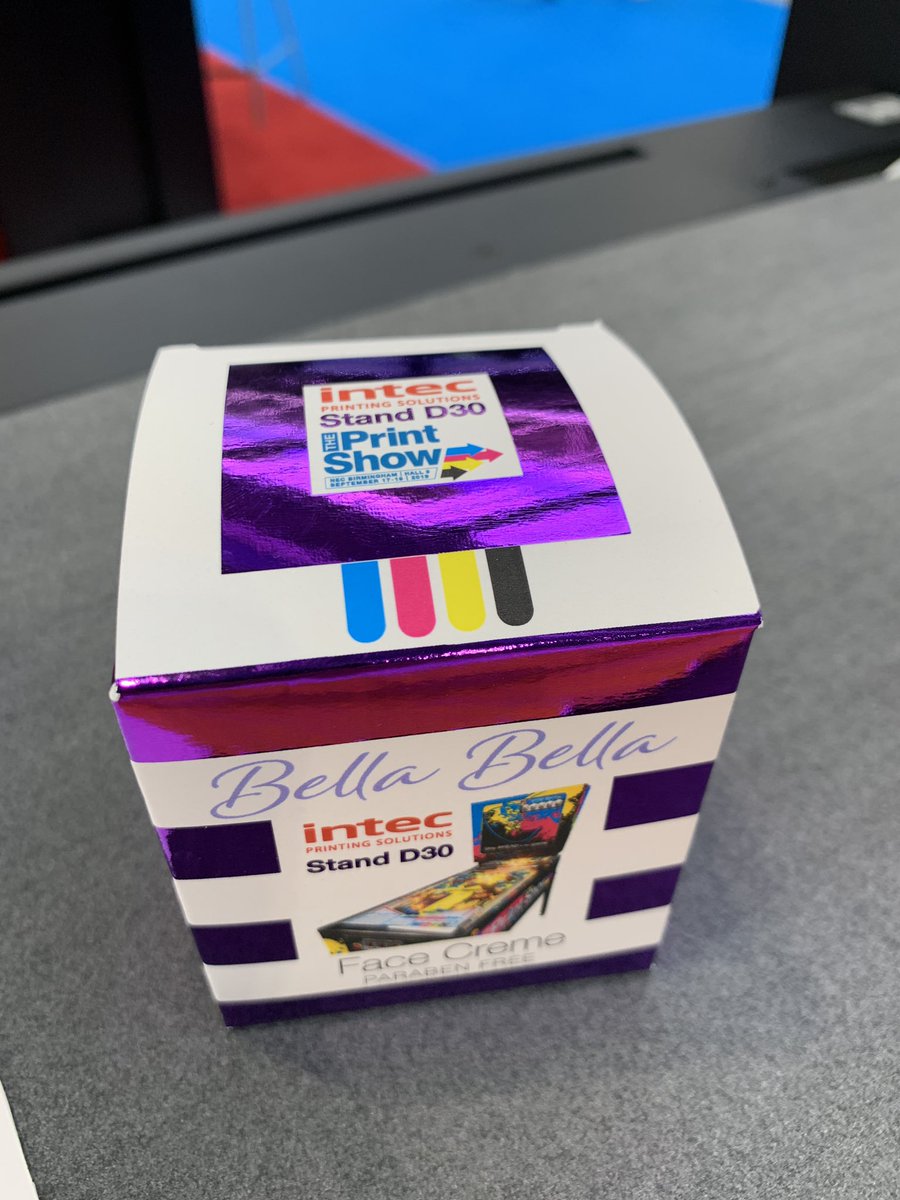 intec
PRINTING SOLUTIONS
Stand D30
THE Print
Show
NEC BIRMINGHAM | HALL 9
SEPTEMBER 17-19 | 2019
Bella Bella
intec
PRINTING SOLUTIONS
Stand D30
Face Creme
PARABEN FREE